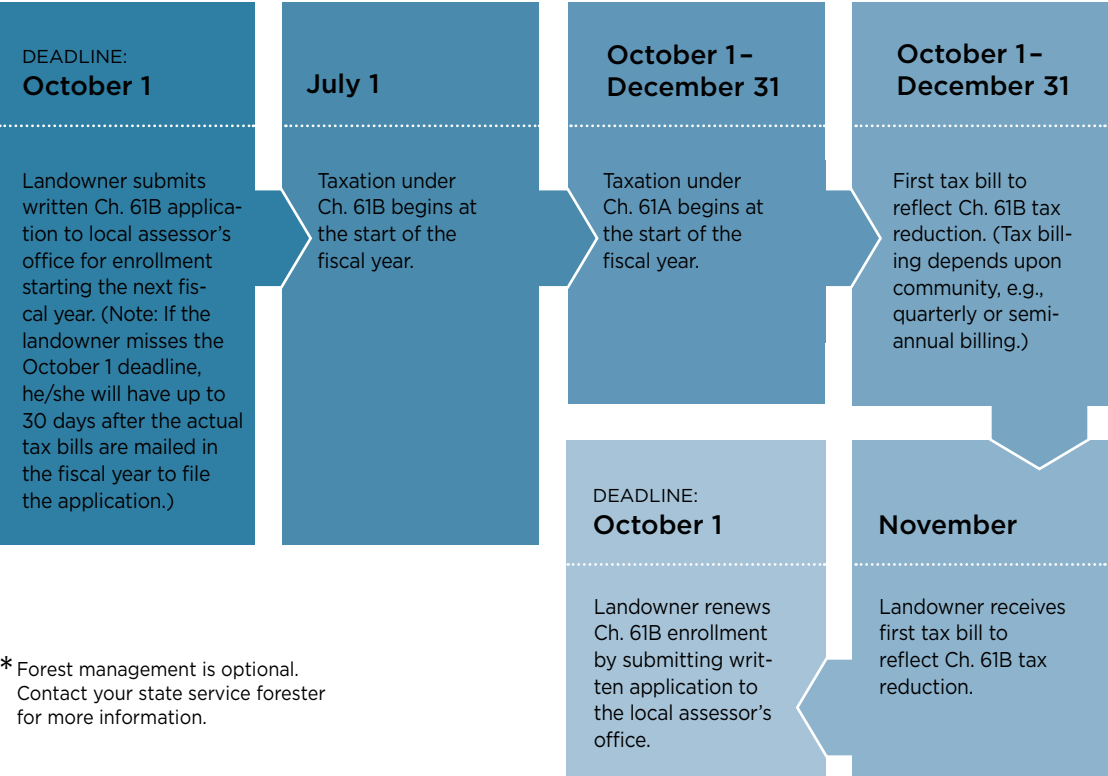 DEADLINE:
October 1
Landowner submits
written Ch. 61B applica-
tion to local assessor’s
office for enrollment
starting the next fis-
cal year. (Note: If the
landowner misses the
October 1 deadline,
he/she will have up to
30 days after the actual
tax bills are mailed in
the fiscal year to file
the application.)
July 1
Taxation under
Ch. 61B begins at
the start of the
fiscal year.
October 1–
December 31
Taxation under
Ch. 61A begins at
the start of the
fiscal year.
October 1–
December 31
First tax bill to
reflect Ch. 61B tax
reduction. (Tax bill-
ing depends upon
community, e.g.,
quarterly or semi-
annual billing.)
November
Landowner receives
first tax bill to
reflect Ch. 61B tax
reduction.
DEADLINE:
October 1
Landowner renews
Ch. 61B enrollment
by submitting writ-
ten application to
the local assessor’s
office.
* Forest management is optional.
Contact your state service forester
for more information.